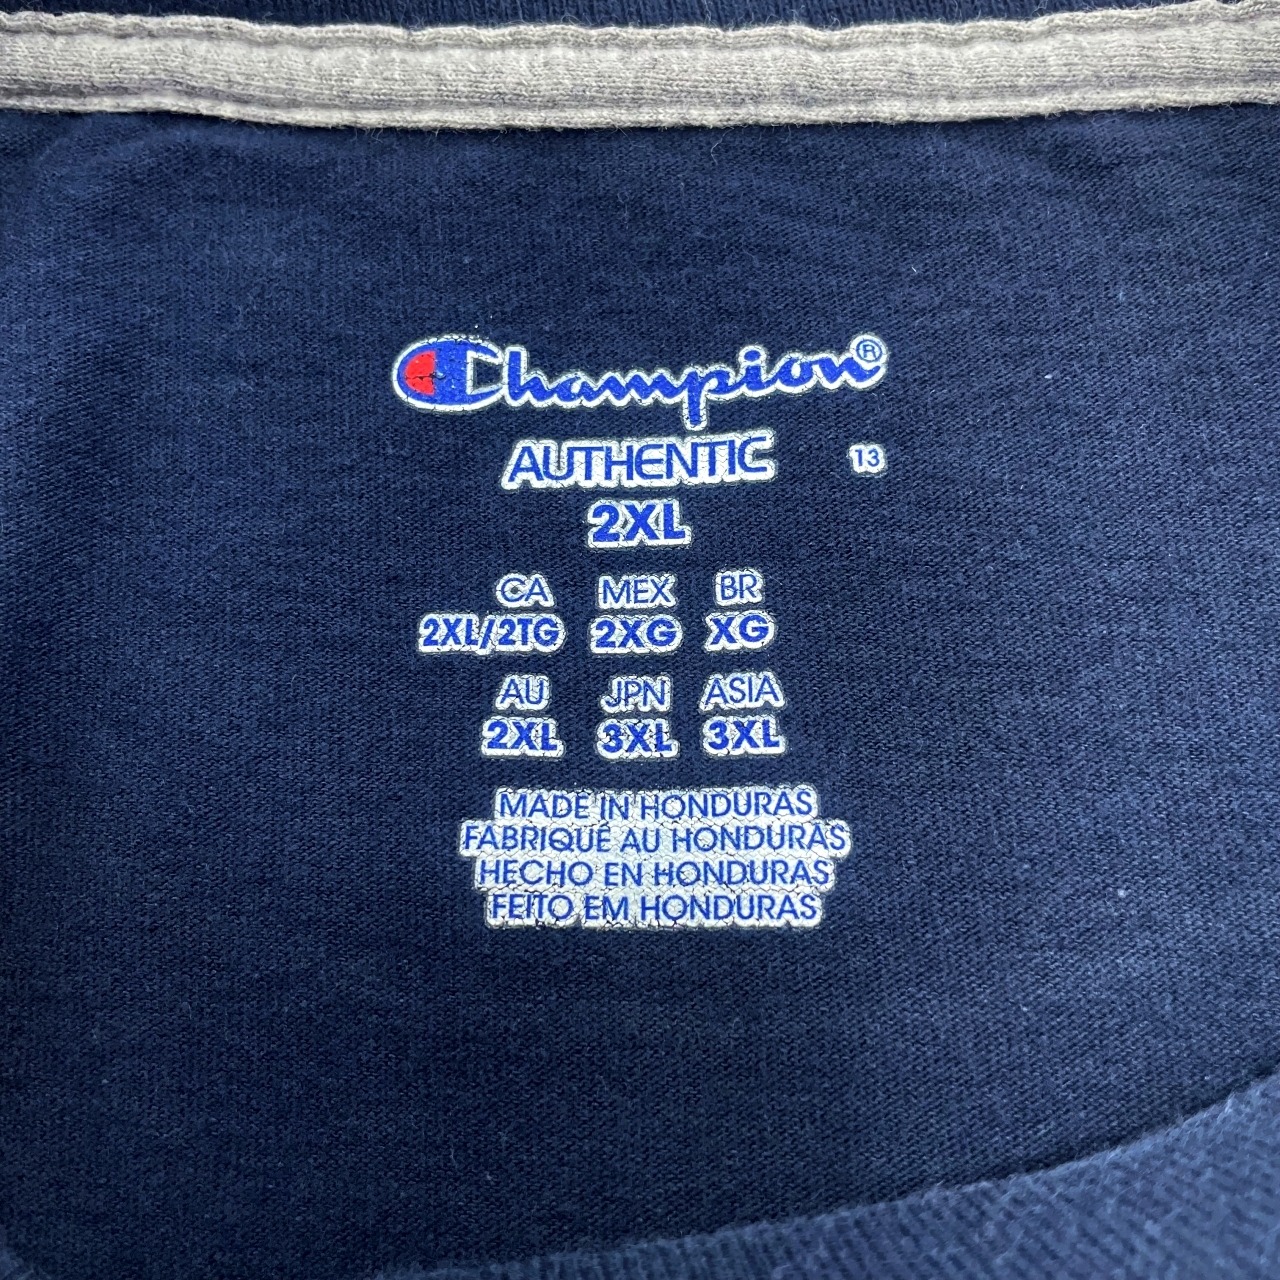 Champion®
AUTHENTIC 13
2XL
CA MEX BR
2XL/2TG 2XG XG
AU JPN ASIA
2XL 3XL 3XL
MADE IN HONDURAS
FABRIQUÉ AU HONDURAS
HECHO EN HONDURAS
FEITO EM HONDURAS